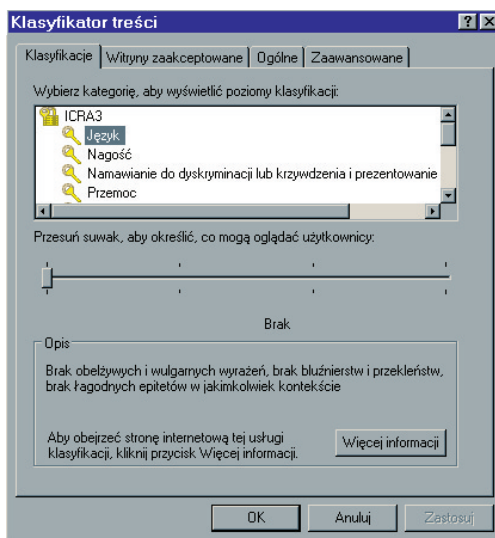 Klasyfikator treści
Klasyfikacje Witryny zaakceptowane Ogólne Zaawansowane
Wybierz kategorię, aby wyświetlić poziomy klasyfikacji:
ICRA3
Język
Nagość
Namawianie do dyskryminacji lub krzywdzenia i prezentowanie
Przemoc
Przesuń suwak, aby określić, co mogą oglądać użytkownicy:
Brak
Opis
Brak obelżywych i wulgarnych wyrażeń, brak bluźnierstw i przekleństw,
brak łagodnych epitetów w jakimkolwiek kontekście
Aby obejrzeć stronę internetową tej usługi
klasyfikacji, kliknij przycisk Więcej informacji.
Więcej informacji
OK Anuluj Zastosuj